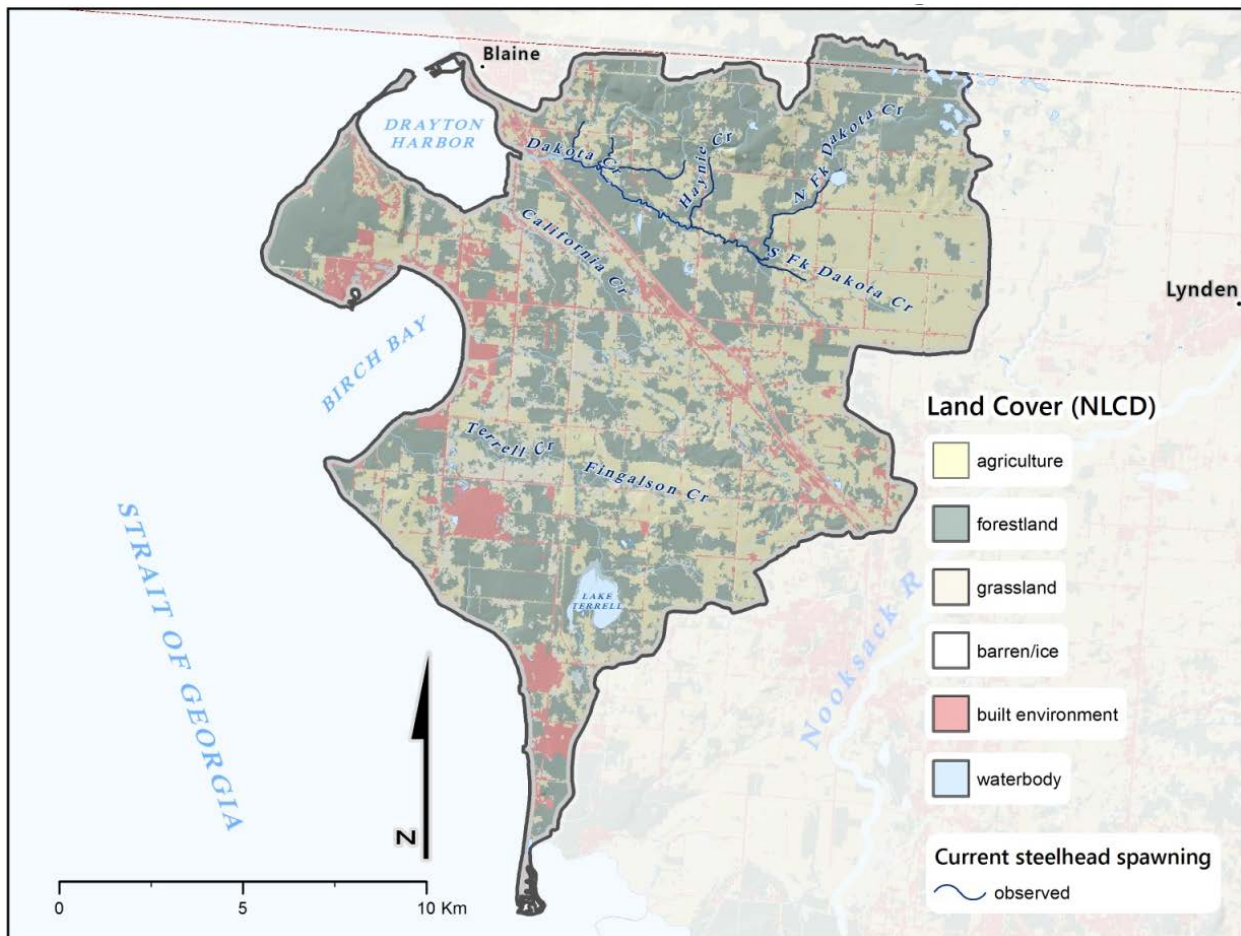 Blaine
DRAYTON
HARBOR
Dakota Cr
Haynie Cr
N Fk Dakota Cr
California Cr
S Fk Dakota Cr
Lynden
BIRCH BAY
Terrell Cr
Fingalson Cr
LAKE
TERRELL
STRAIT OF GEORGIA
Nooksack R
N
0 5 10 Km
Land Cover (NLCD)
agriculture
forestland
grassland
barren/ice
built environment
waterbody
Current steelhead spawning
observed